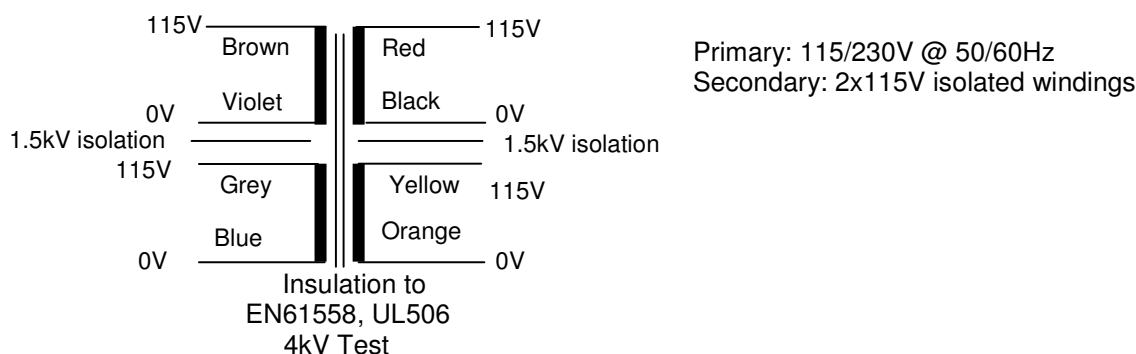 115V
Brown
Violet
0V
1.5kV isolation
115V
Grey
Blue
0V
115V
Red
Black
0V
1.5kV isolation
Yellow
115V
Orange
0V
Insulation to
EN61558, UL506
4kV Test
Primary: 115/230V @ 50/60Hz
Secondary: 2x115V isolated windings